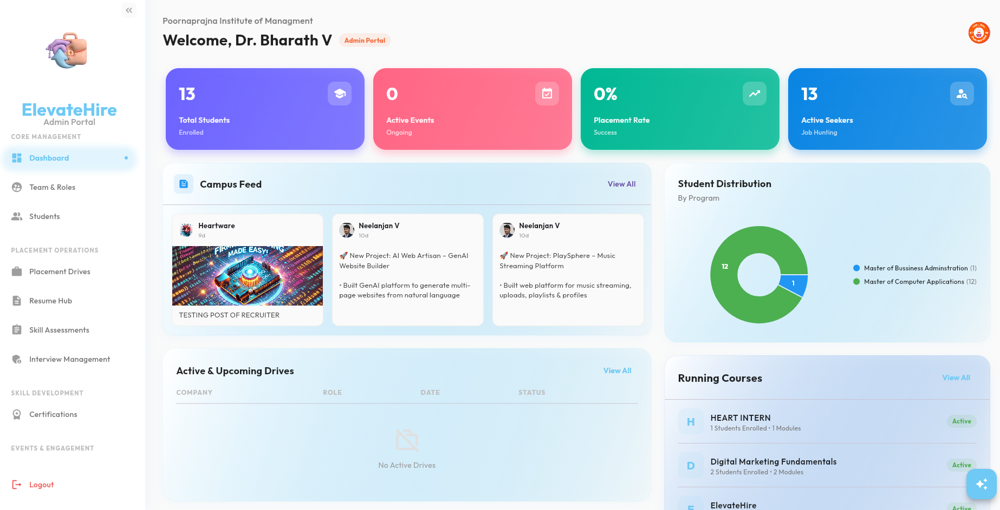 Poornaprajna Institute of Managment
Welcome, Dr. Bharath V
Admin Portal
ElevateHire
Admin Portal
CORE MANAGEMENT
Dashboard
Team & Roles
Students
PLACEMENT OPERATIONS
Placement Drives
Resume Hub
Skill Assessments
Interview Management
SKILL DEVELOPMENT
Certifications
EVENTS & ENGAGEMENT
Logout
13
Total Students
Enrolled
0
Active Events
Ongoing
0%
Placement Rate
Success
13
Active Seekers
Job Hunting
Campus Feed
View All
Heartware
9d
MADE EASY!
TESTING POST OF RECRUITER
Neelanjan V
10d
🚀 New Project: AI Web Artisan – GenAI
Website Builder
• Built GenAI platform to generate multi-
page websites from natural language
Neelanjan V
10d
🚀 New Project: PlaySphere – Music
Streaming Platform
• Built web platform for music streaming,
uploads, playlists & profiles
Student Distribution
By Program
12
1
Master of Bussiness Adminstration (1)
Master of Computer Applications (12)
Active & Upcoming Drives
View All
COMPANY ROLE DATE STATUS
No Active Drives
Running Courses
View All
H
HEART INTERN
1 Students Enrolled • 1 Modules
Active
D
Digital Marketing Fundamentals
2 Students Enrolled • 2 Modules
Active
E
ElevateHire
Active